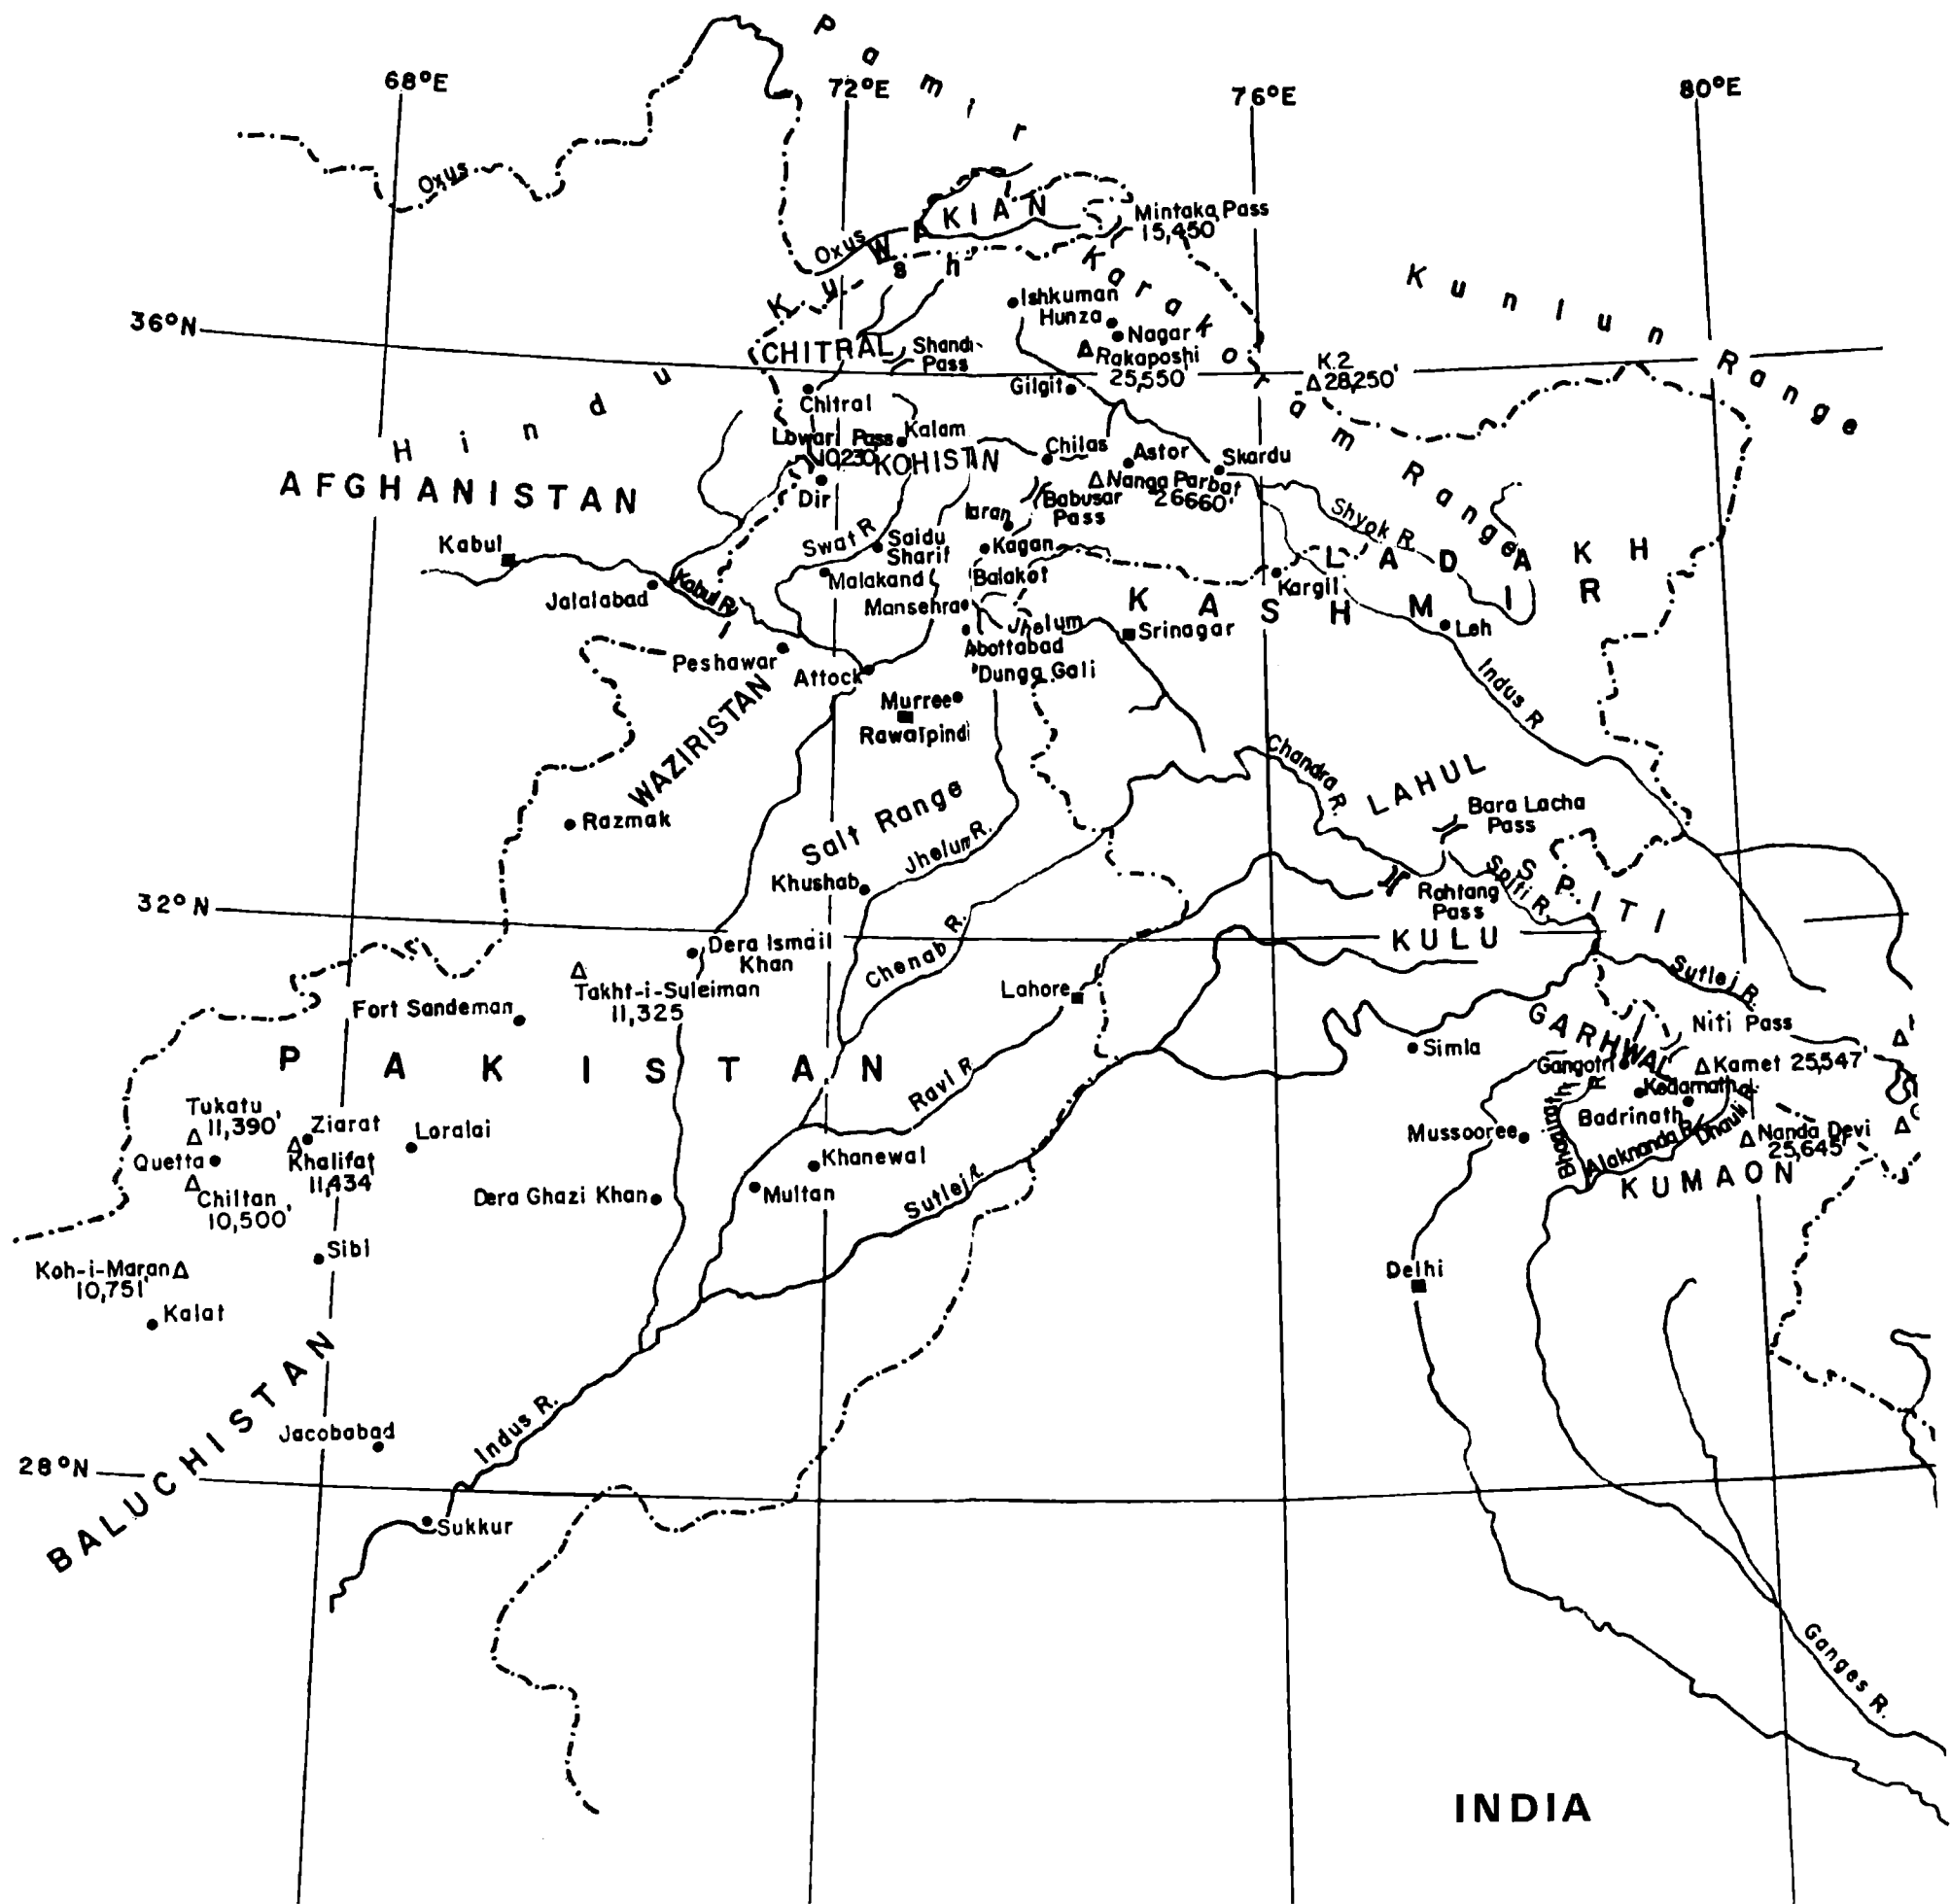 Pamir
68°E
72°E
76°E
80°E
Oxus
WAKIAN
Mintaka Pass
15,450'
Oxus
Hindu Kush
Karakoram Range
Kunlun Range
Ishkuman
Hunza
Nagar
36°N
CHITRAL
Shandi
Pass
Rakaposhi
25,550'
K.2
28,250'
Gilgit
Chitral
Lowari Pass
10,230'
Kalam
KOHISTAN
Chilas
Astor
Skardu
AFGHANISTAN
Dir
Nanga Parbat
26660'
Babusar
Pass
Shyok R.
Swat R
Saidu
Sharif
Kagan
LADAKH
Kabul
Malakand
Balakot
Kargil
Jalalabad
Kabul R
Mansehra
KASHMIR
Jhelum
Srinagar
Leh
Abottabad
Peshawar
Attock
Dunga Gali
Indus R
Murree
Rawalpindi
WAZIRISTAN
Chandra R.
LAHUL
Razmak
Salt Range
Bara Lacha
Pass
Jhelum R.
Khushab
Rohtang
Pass
Spiti R.
SPITI
32°N
Dera Ismail
Khan
Chenab R.
KULU
Takht-i-Suleiman
11,325
Lahore
Sutlej R.
Fort Sandeman
GARHWAL
Niti Pass
Simla
PAKISTAN
Gangotri
Kamet 25,547'
Ravi R
Kedarnath
Tukatu
11,390'
Ziarat
Loralai
Badrinath
Bhagirathi R
Dhauli R.
Mussooree
Alaknanda R.
Nanda Devi
25,645'
Quetta
Khalifat
11,434'
Khanewal
Chiltan
10,500'
Dera Ghazi Khan
Multan
Sutlej R
KUMAON
Sibi
Koh-i-Maran
10,751'
Delhi
Kalat
BALUCHISTAN
Indus R.
Jacobabad
28°N
Sukkur
Ganges R.
INDIA